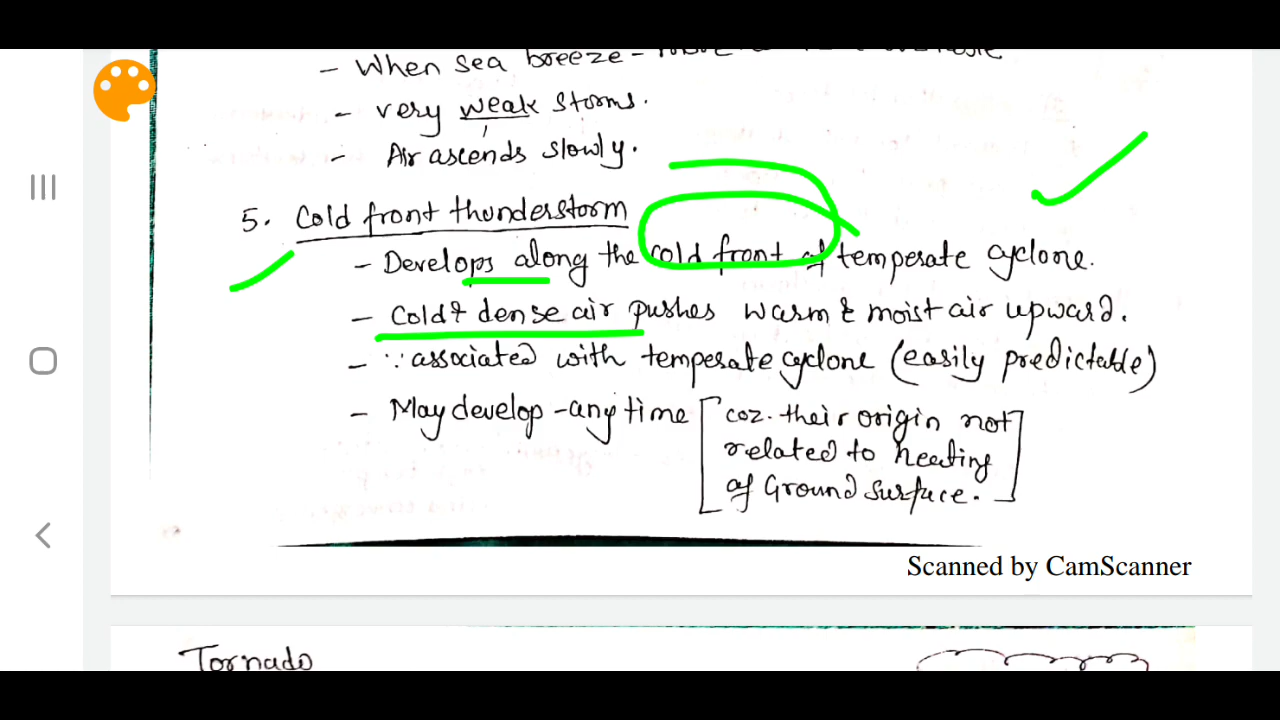 - When sea breeze -
- very weak storms.
- Air ascends slowly.
5. Cold front thunderstorm
- Develops along the cold front of temperate cyclone.
- Cold & dense air pushes warm & moist air upward.
- ∵ associated with temperate cyclone (easily predictable)
- May develop - any time [coz. their origin not
related to heating
of Ground surface.]
Scanned by CamScanner
Tornado